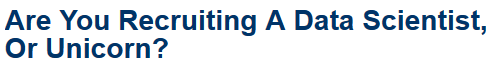 Are You Recruiting A Data Scientist,
Or Unicorn?